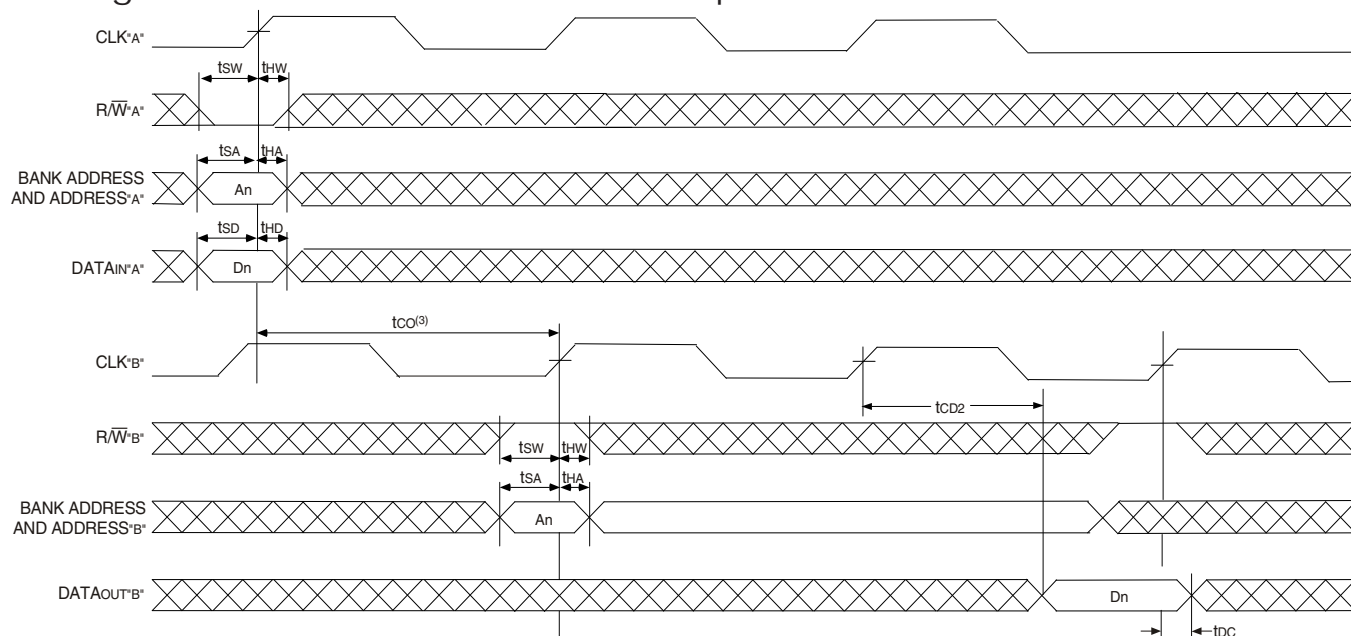 CLK"A"
tSW tHW
R/W̅"A"
tSA tHA
BANK ADDRESS
AND ADDRESS"A"
An
tSD tHD
DATAIN"A"
Dn
tCO(3)
CLK"B"
tCD2
R/W̅"B"
tSW tHW
tSA tHA
BANK ADDRESS
AND ADDRESS"B"
An
DATAOUT"B"
Dn
tDC